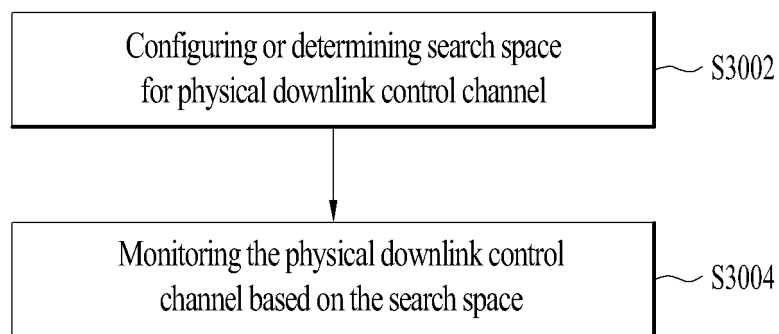 Configuring or determining search space
for physical downlink control channel
S3002
Monitoring the physical downlink control
channel based on the search space
S3004